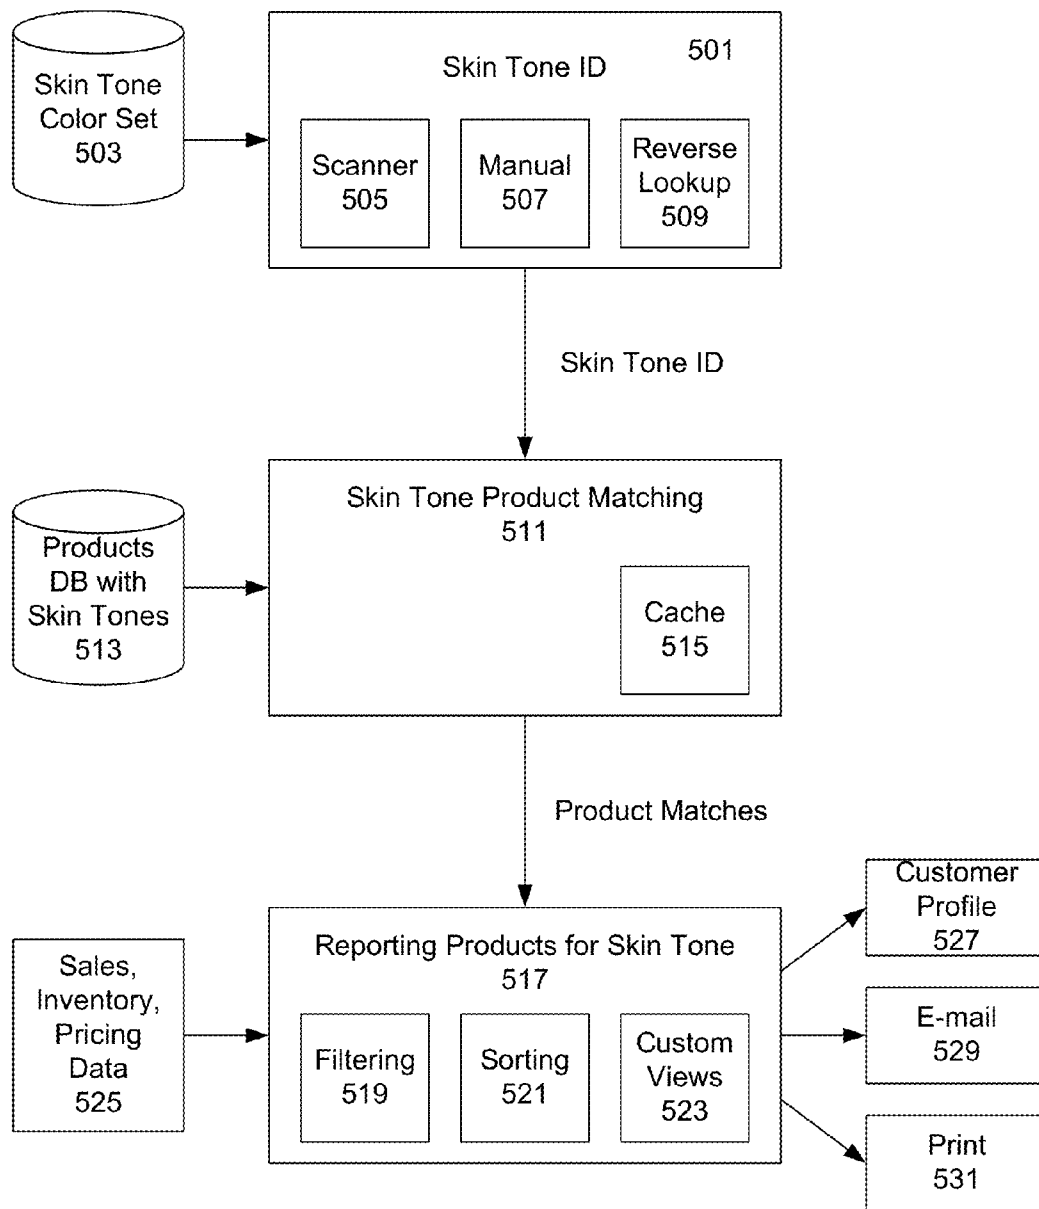 Skin Tone
Color Set
503
501
Skin Tone ID
Scanner
505
Manual
507
Reverse
Lookup
509
Skin Tone ID
Products
DB with
Skin Tones
513
Skin Tone Product Matching
511
Cache
515
Product Matches
Sales,
Inventory,
Pricing
Data
525
Reporting Products for Skin Tone
517
Filtering
519
Sorting
521
Custom
Views
523
Customer
Profile
527
E-mail
529
Print
531